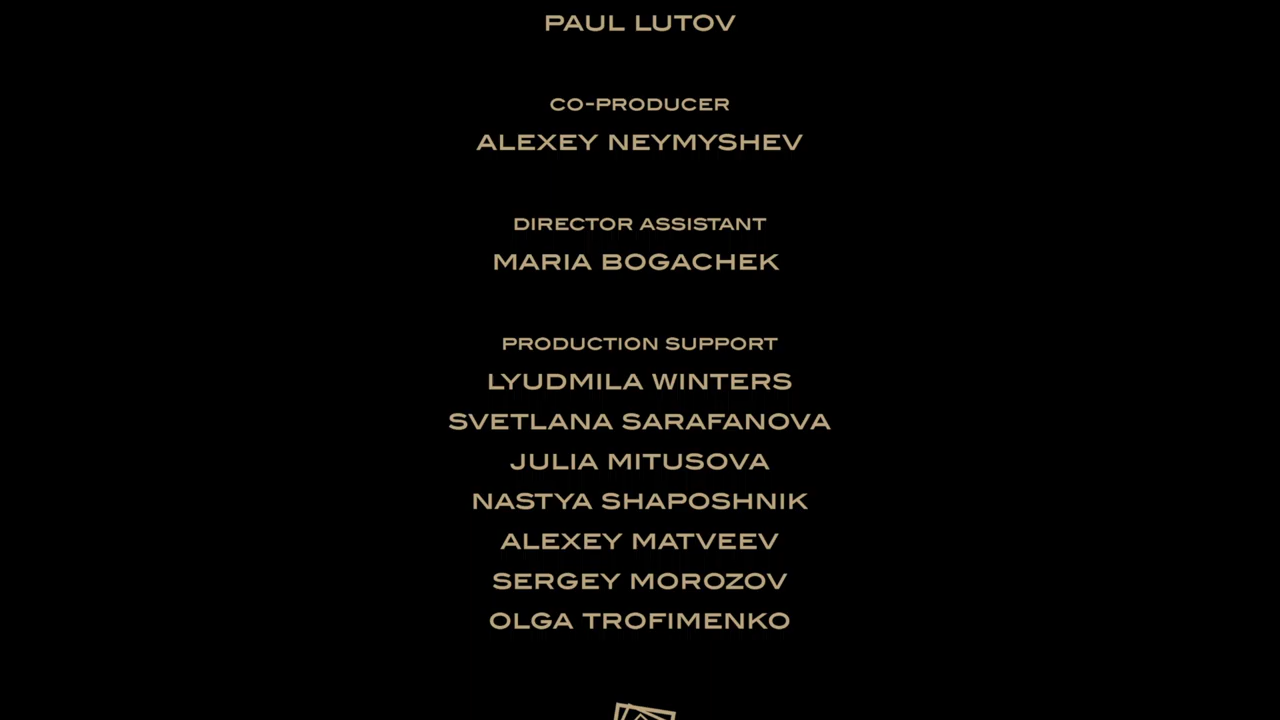 PAUL LUTOV
CO-PRODUCER
ALEXEY NEYMYSHEV
DIRECTOR ASSISTANT
MARIA BOGACHEK
PRODUCTION SUPPORT
LYUDMILA WINTERS
SVETLANA SARAFANOVA
JULIA MITUSOVA
NASTYA SHAPOSHNIK
ALEXEY MATVEEV
SERGEY MOROZOV
OLGA TROFIMENKO